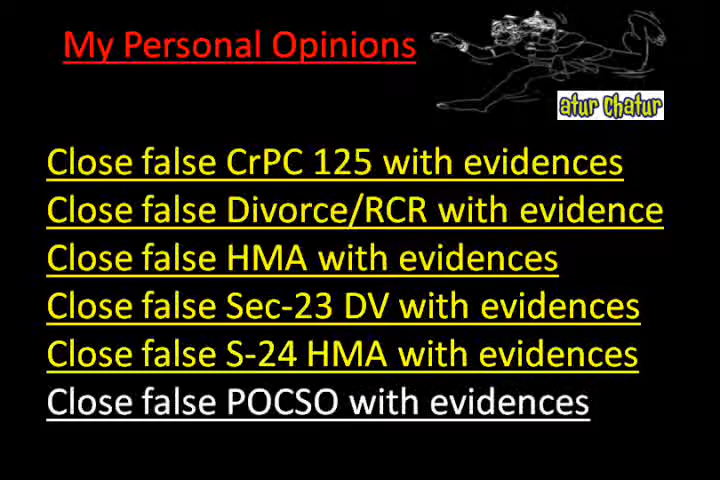 My Personal Opinions
atur chatur
Close false CrPC 125 with evidences
Close false Divorce/RCR with evidence
Close false HMA with evidences
Close false Sec-23 DV with evidences
Close false S-24 HMA with evidences
Close false POCSO with evidences